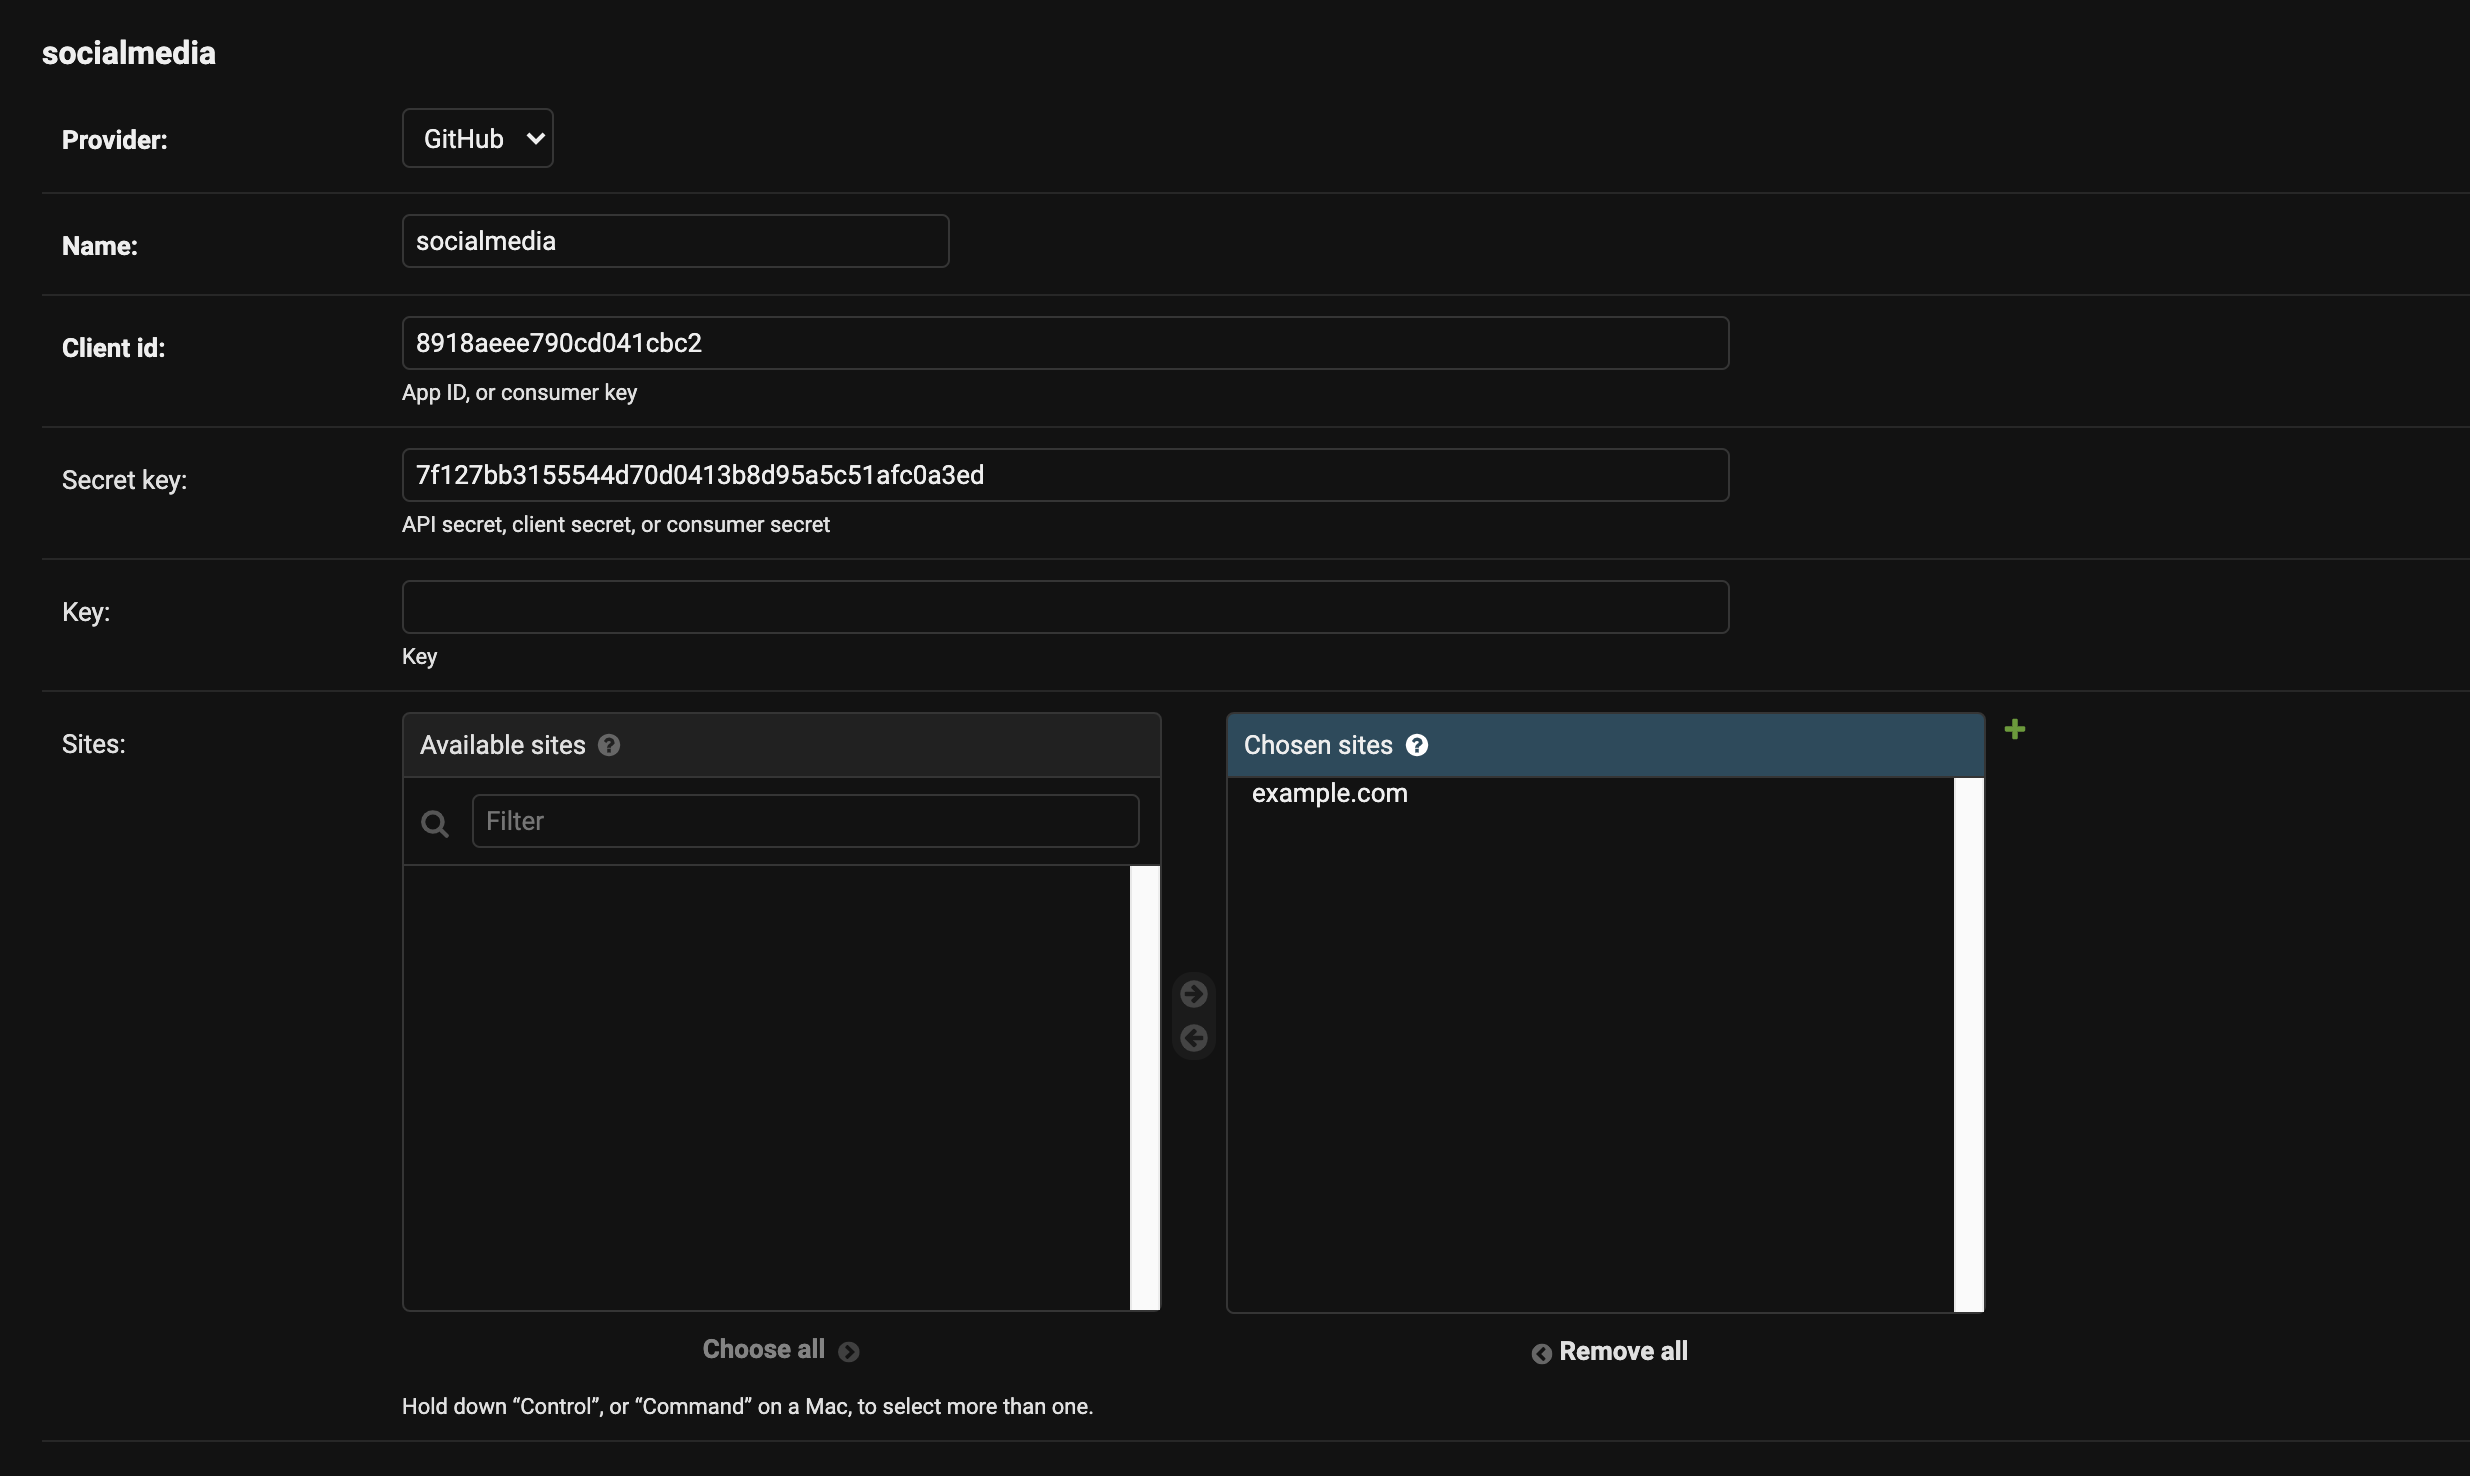 socialmedia
Provider:
GitHub
Name:
socialmedia
Client id:
8918aeee790cd041cbc2
App ID, or consumer key
Secret key:
7f127bb3155544d70d0413b8d95a5c51afc0a3ed
API secret, client secret, or consumer secret
Key:
Key
Sites:
Available sites ?
Filter
Choose all
Chosen sites ?
example.com
Remove all
Hold down “Control”, or “Command” on a Mac, to select more than one.